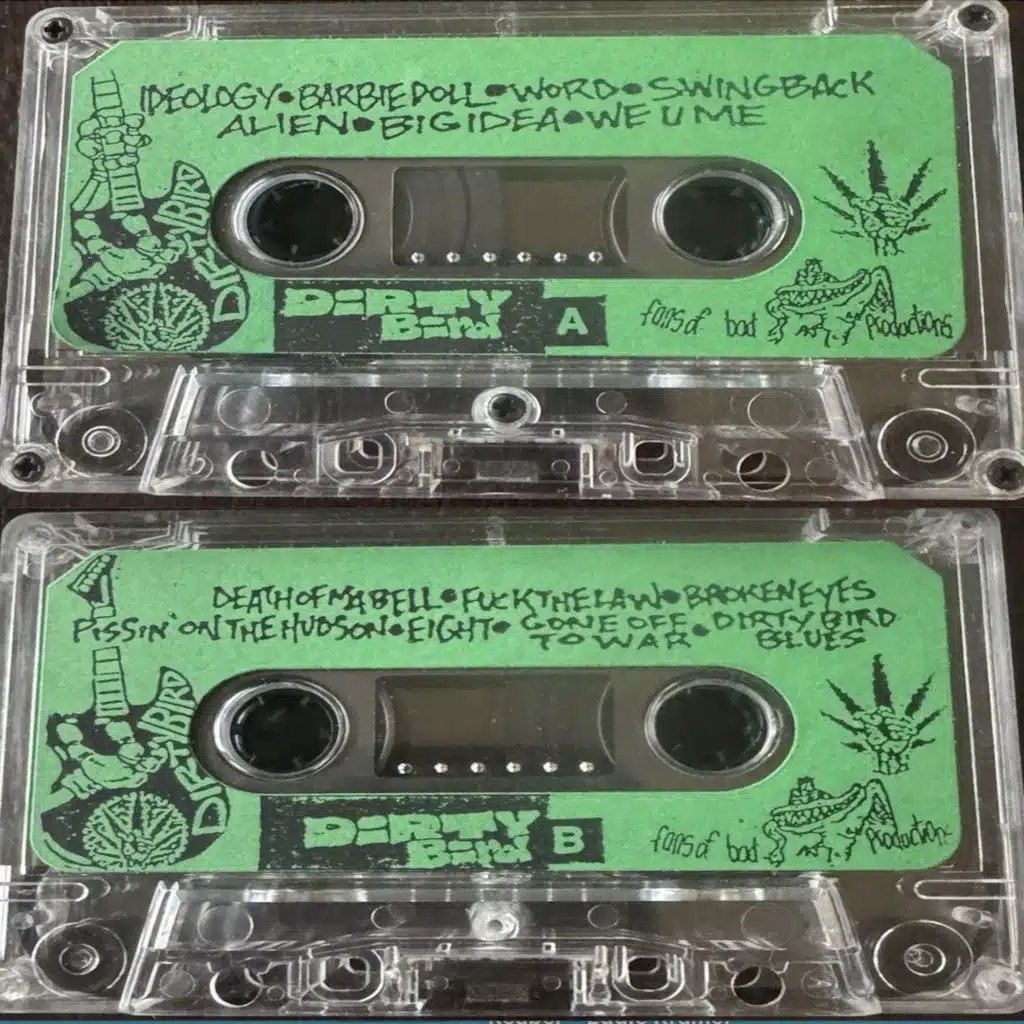 IDEOLOGY•BARBIE DOLL•WORD•SWING BACK
ALIEN•BIG IDEA•WE U ME
DIRTY BIRD
DIRTY
Bird
A
fans of bad productions
DEATH OF MA BELL•FUCK THE LAW•BROKEN EYES
PISSIN' ON THE HUDSON•EIGHT•GONE OFF TO WAR•DIRTY BIRD BLUES
DIRTY BIRD
DIRTY
Bird
B
fans of bad productions